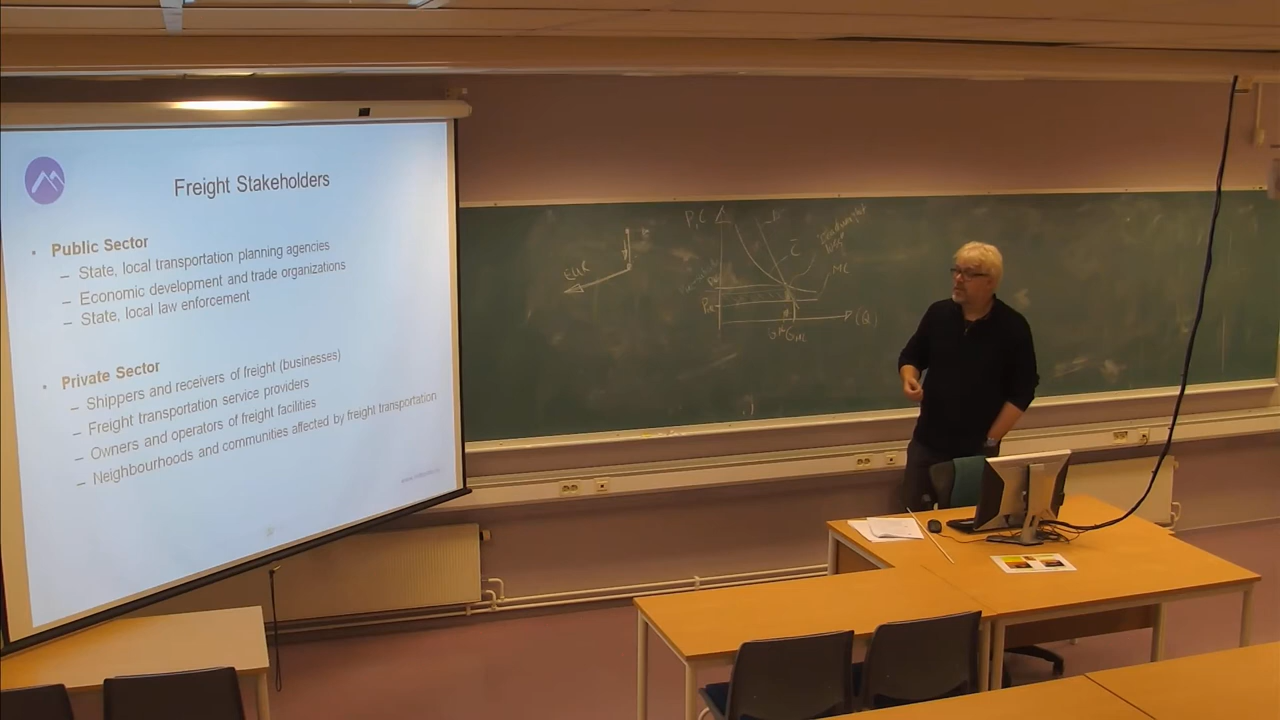 Freight Stakeholders
• Public Sector
– State, local transportation planning agencies
– Economic development and trade organizations
– State, local law enforcement
• Private Sector
– Shippers and receivers of freight (businesses)
– Freight transportation service providers
– Owners and operators of freight facilities
– Neighbourhoods and communities affected by freight transportation
P,C
MC
(Q)